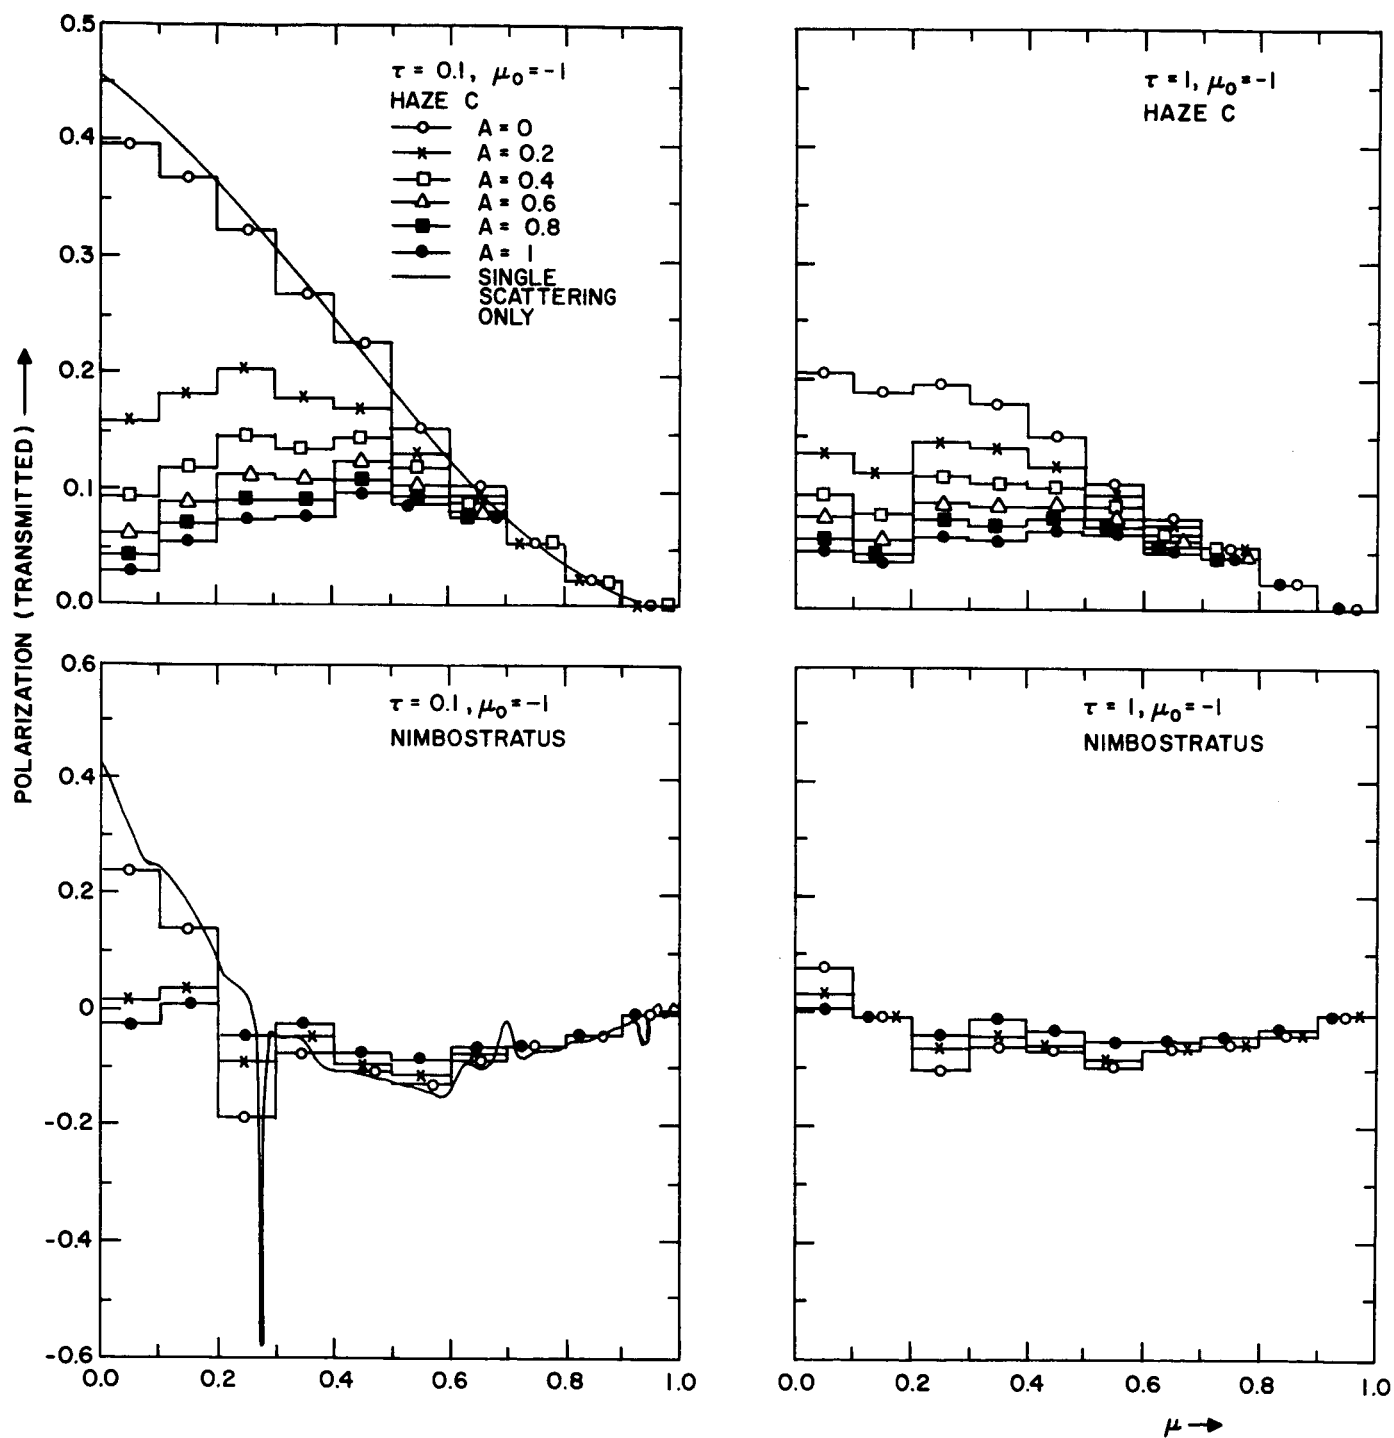 0.5
0.4
0.3
0.2
0.1
0.0
τ = 0.1, μ₀ = -1
HAZE C
A = 0
A = 0.2
A = 0.4
A = 0.6
A = 0.8
A = 1
SINGLE
SCATTERING
ONLY
τ = 1, μ₀ = -1
HAZE C
POLARIZATION (TRANSMITTED)
0.6
0.4
0.2
0
-0.2
-0.4
-0.6
τ = 0.1, μ₀ = -1
NIMBOSTRATUS
0.0 0.2 0.4 0.6 0.8 1.0
τ = 1, μ₀ = -1
NIMBOSTRATUS
0.0 0.2 0.4 0.6 0.8 1.0
μ →